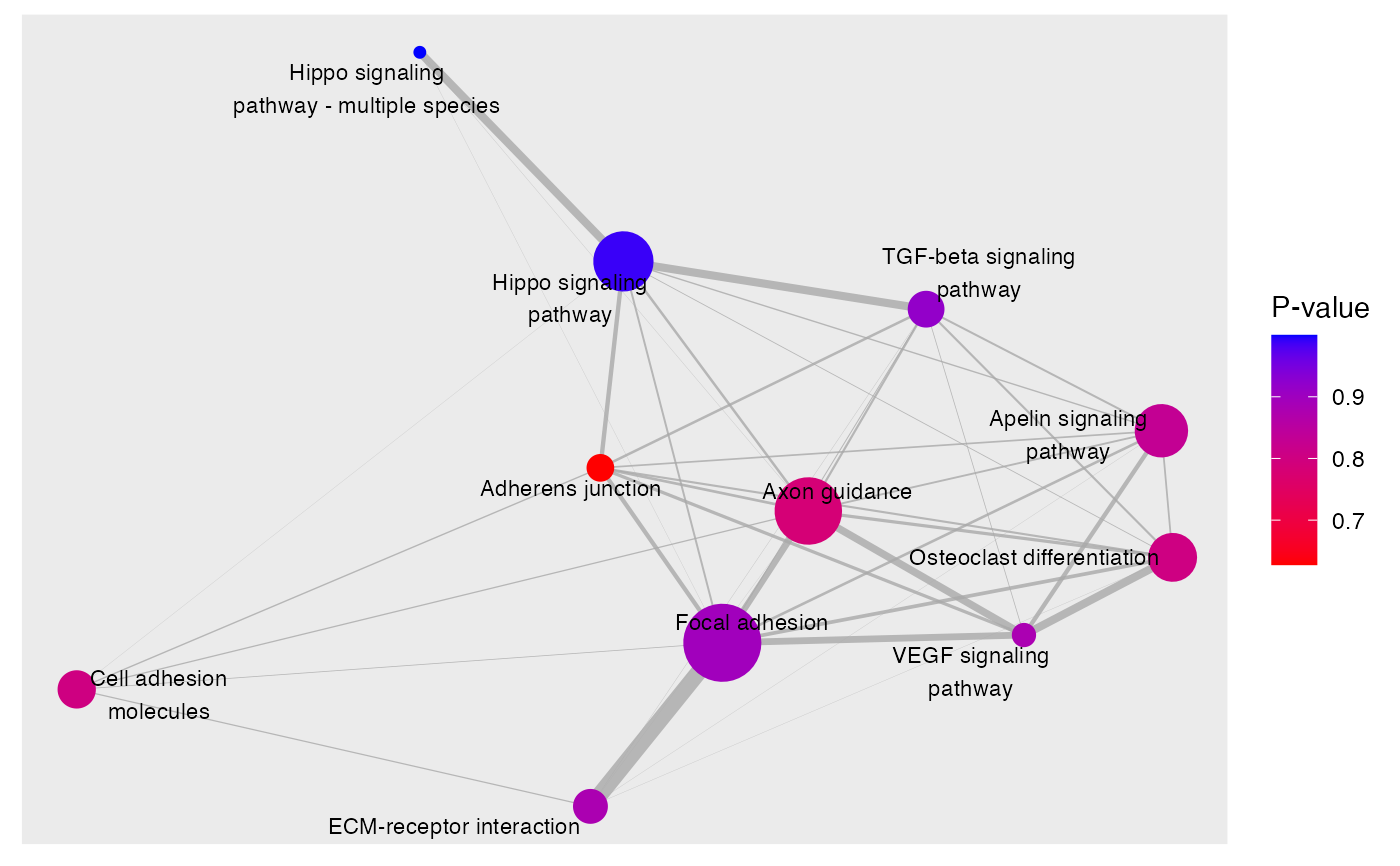 Hippo signaling
pathway - multiple species
TGF-beta signaling
pathway
Hippo signaling
pathway
P-value
0.9
0.8
0.7
Apelin signaling
pathway
Adherens junction
Axon guidance
Osteoclast differentiation
Focal adhesion
VEGF signaling
pathway
Cell adhesion
molecules
ECM-receptor interaction